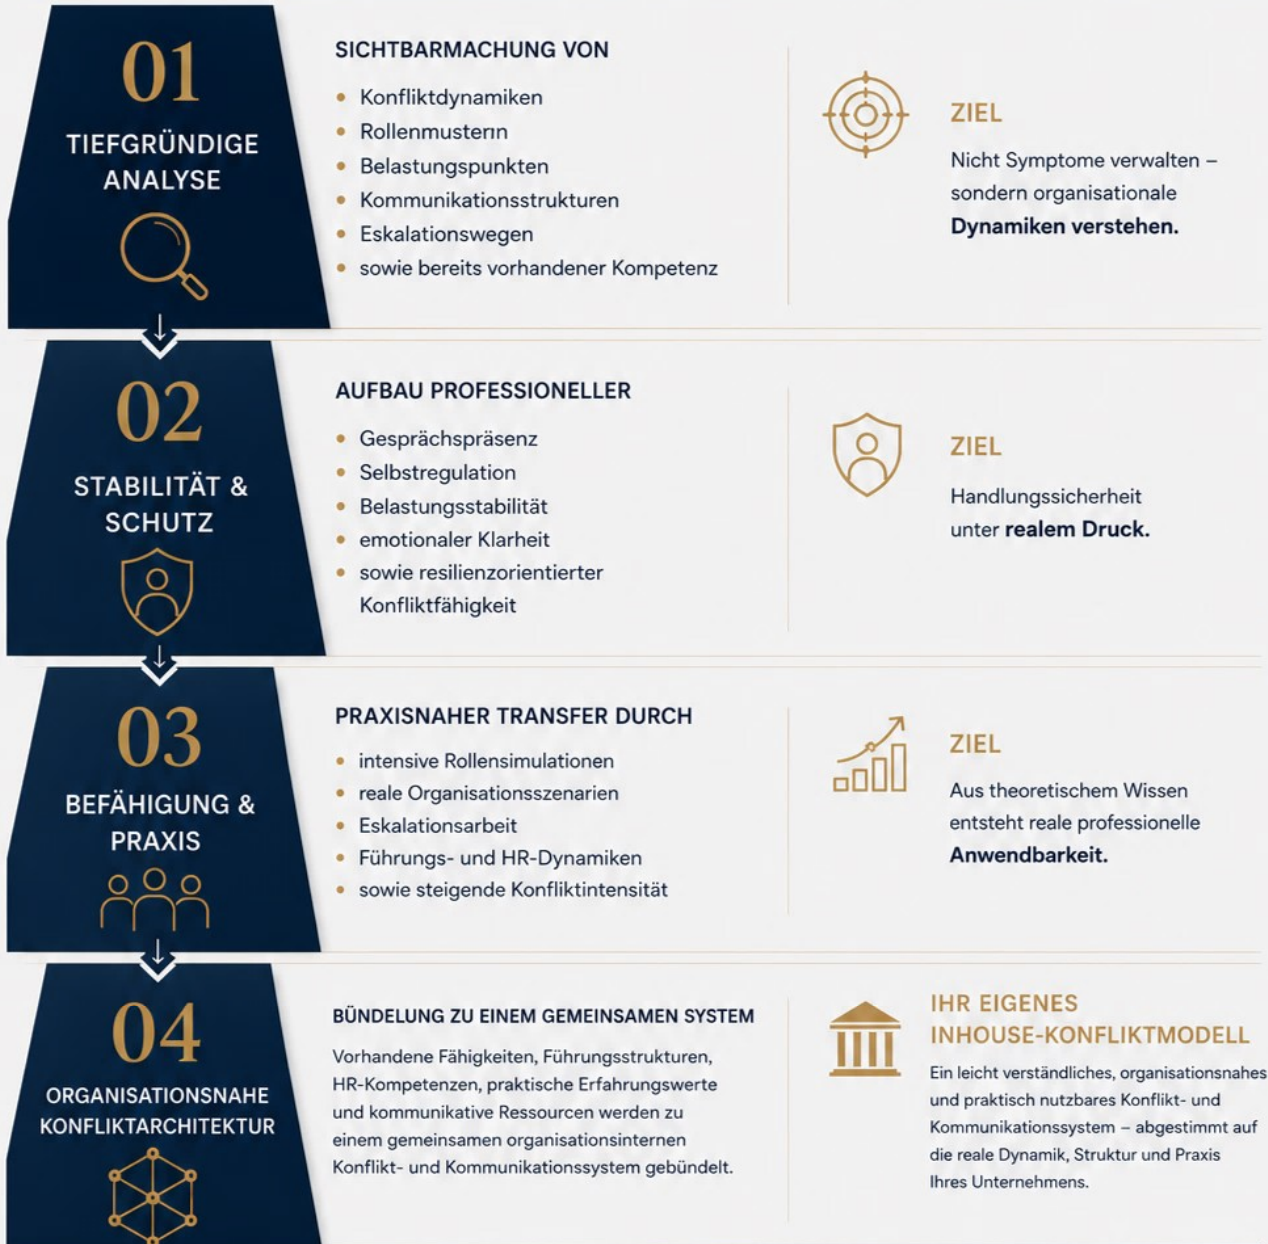 01
TIEFGRÜNDIGE
ANALYSE
SICHTBARMACHUNG VON
• Konfliktdynamiken
• Rollenmustern
• Belastungspunkten
• Kommunikationsstrukturen
• Eskalationswegen
• sowie bereits vorhandener Kompetenz
ZIEL
Nicht Symptome verwalten –
sondern organisationale
Dynamiken verstehen.
02
STABILITÄT &
SCHUTZ
AUFBAU PROFESSIONELLER
• Gesprächspräsenz
• Selbstregulation
• Belastungsstabilität
• emotionaler Klarheit
• sowie resilienzorientierter
Konfliktfähigkeit
ZIEL
Handlungssicherheit
unter realem Druck.
03
BEFÄHIGUNG &
PRAXIS
PRAXISNAHER TRANSFER DURCH
• intensive Rollensimulationen
• reale Organisationsszenarien
• Eskalationsarbeit
• Führungs- und HR-Dynamiken
• sowie steigende Konfliktintensität
ZIEL
Aus theoretischem Wissen
entsteht reale professionelle
Anwendbarkeit.
04
ORGANISATIONSNAHE
KONFLIKTARCHITEKTUR
BÜNDELUNG ZU EINEM GEMEINSAMEN SYSTEM
Vorhandene Fähigkeiten, Führungsstrukturen,
HR-Kompetenzen, praktische Erfahrungswerte
und kommunikative Ressourcen werden zu
einem gemeinsamen organisationsinternen
Konflikt- und Kommunikationssystem gebündelt.
IHR EIGENES
INHOUSE-KONFLIKTMODELL
Ein leicht verständliches, organisationsnahes
und praktisch nutzbares Konflikt- und
Kommunikationssystem – abgestimmt auf
die reale Dynamik, Struktur und Praxis
Ihres Unternehmens.